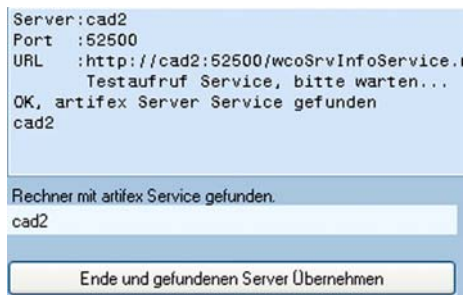 Server:cad2
Port :52500
URL :http://cad2:52500/wcoSrvInfoService.
Testaufruf Service, bitte warten...
OK, artifex Server Service gefunden
cad2
Rechner mit artifex Service gefunden.
cad2
Ende und gefundenen Server Übernehmen